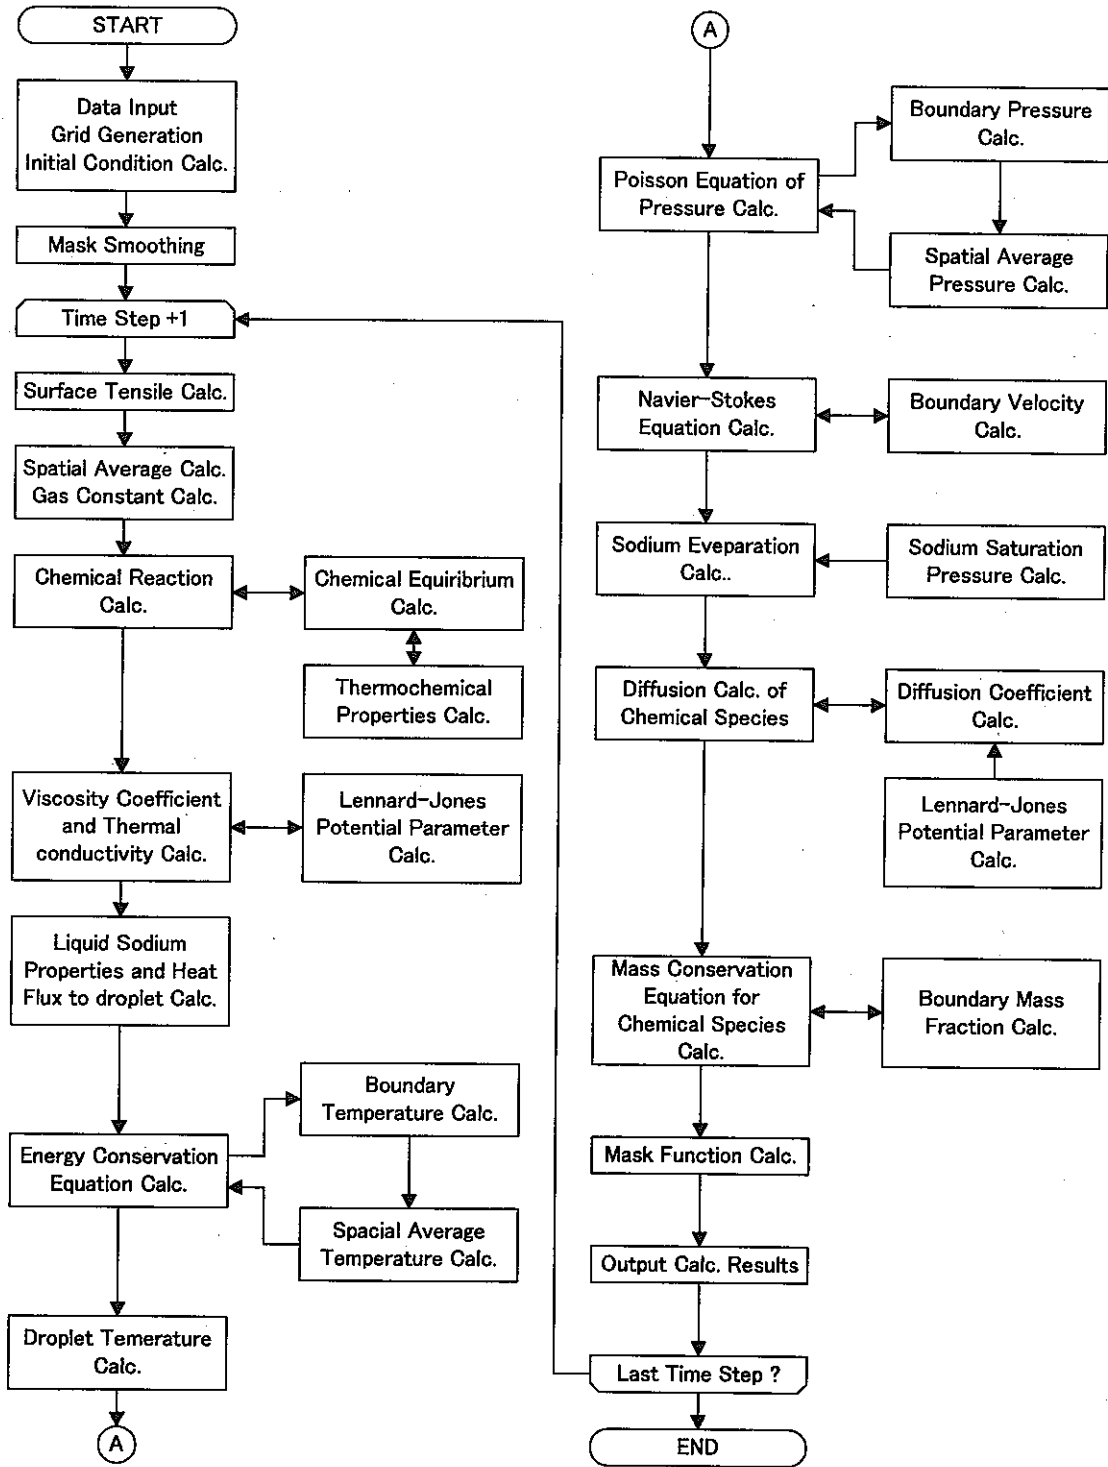 START
Data Input
Grid Generation
Initial Condition Calc.
Mask Smoothing
Time Step +1
Surface Tensile Calc.
Spatial Average Calc.
Gas Constant Calc.
Chemical Reaction
Calc.
Chemical Equiribrium
Calc.
Thermochemical
Properties Calc.
Viscosity Coefficient
and Thermal
conductivity Calc.
Lennard-Jones
Potential Parameter
Calc.
Liquid Sodium
Properties and Heat
Flux to droplet Calc.
Boundary
Temperature Calc.
Energy Conservation
Equation Calc.
Spacial Average
Temperature Calc.
Droplet Temerature
Calc.
A
A
Boundary Pressure
Calc.
Poisson Equation of
Pressure Calc.
Spatial Average
Pressure Calc.
Navier-Stokes
Equation Calc.
Boundary Velocity
Calc.
Sodium Eveparation
Calc..
Sodium Saturation
Pressure Calc.
Diffusion Calc. of
Chemical Species
Diffusion Coefficient
Calc.
Lennard-Jones
Potential Parameter
Calc.
Mass Conservation
Equation for
Chemical Species
Calc.
Boundary Mass
Fraction Calc.
Mask Function Calc.
Output Calc. Results
Last Time Step ?
END